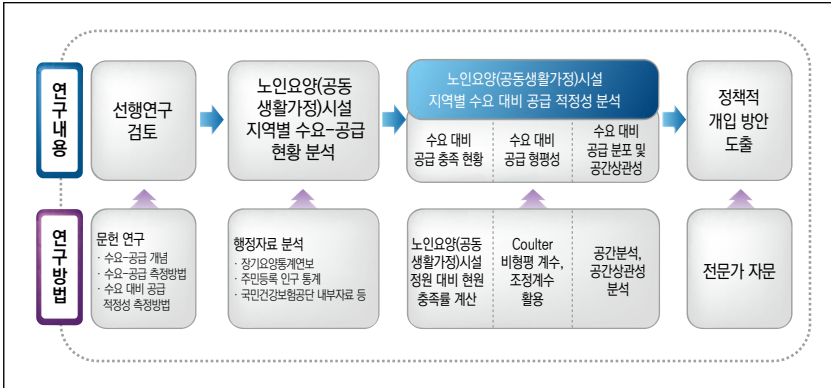 연구내용
선행연구
검토
노인요양(공동
생활가정)시설
지역별 수요-공급
현황 분석
노인요양(공동생활가정)시설
지역별 수요 대비 공급 적정성 분석
수요 대비
공급 충족 현황
수요 대비
공급 형평성
수요 대비
공급 분포 및
공간상관성
정책적
개입 방안
도출
연구방법
문헌 연구
· 수요-공급 개념
· 수요-공급 측정방법
· 수요 대비 공급
적정성 측정방법
행정자료 분석
· 장기요양통계연보
· 주민등록 인구 통계
· 국민건강보험공단 내부자료 등
노인요양(공동
생활가정)시설
정원 대비 현원
충족률 계산
Coulter
비형평 계수,
조정계수
활용
공간분석,
공간상관성
분석
전문가 자문